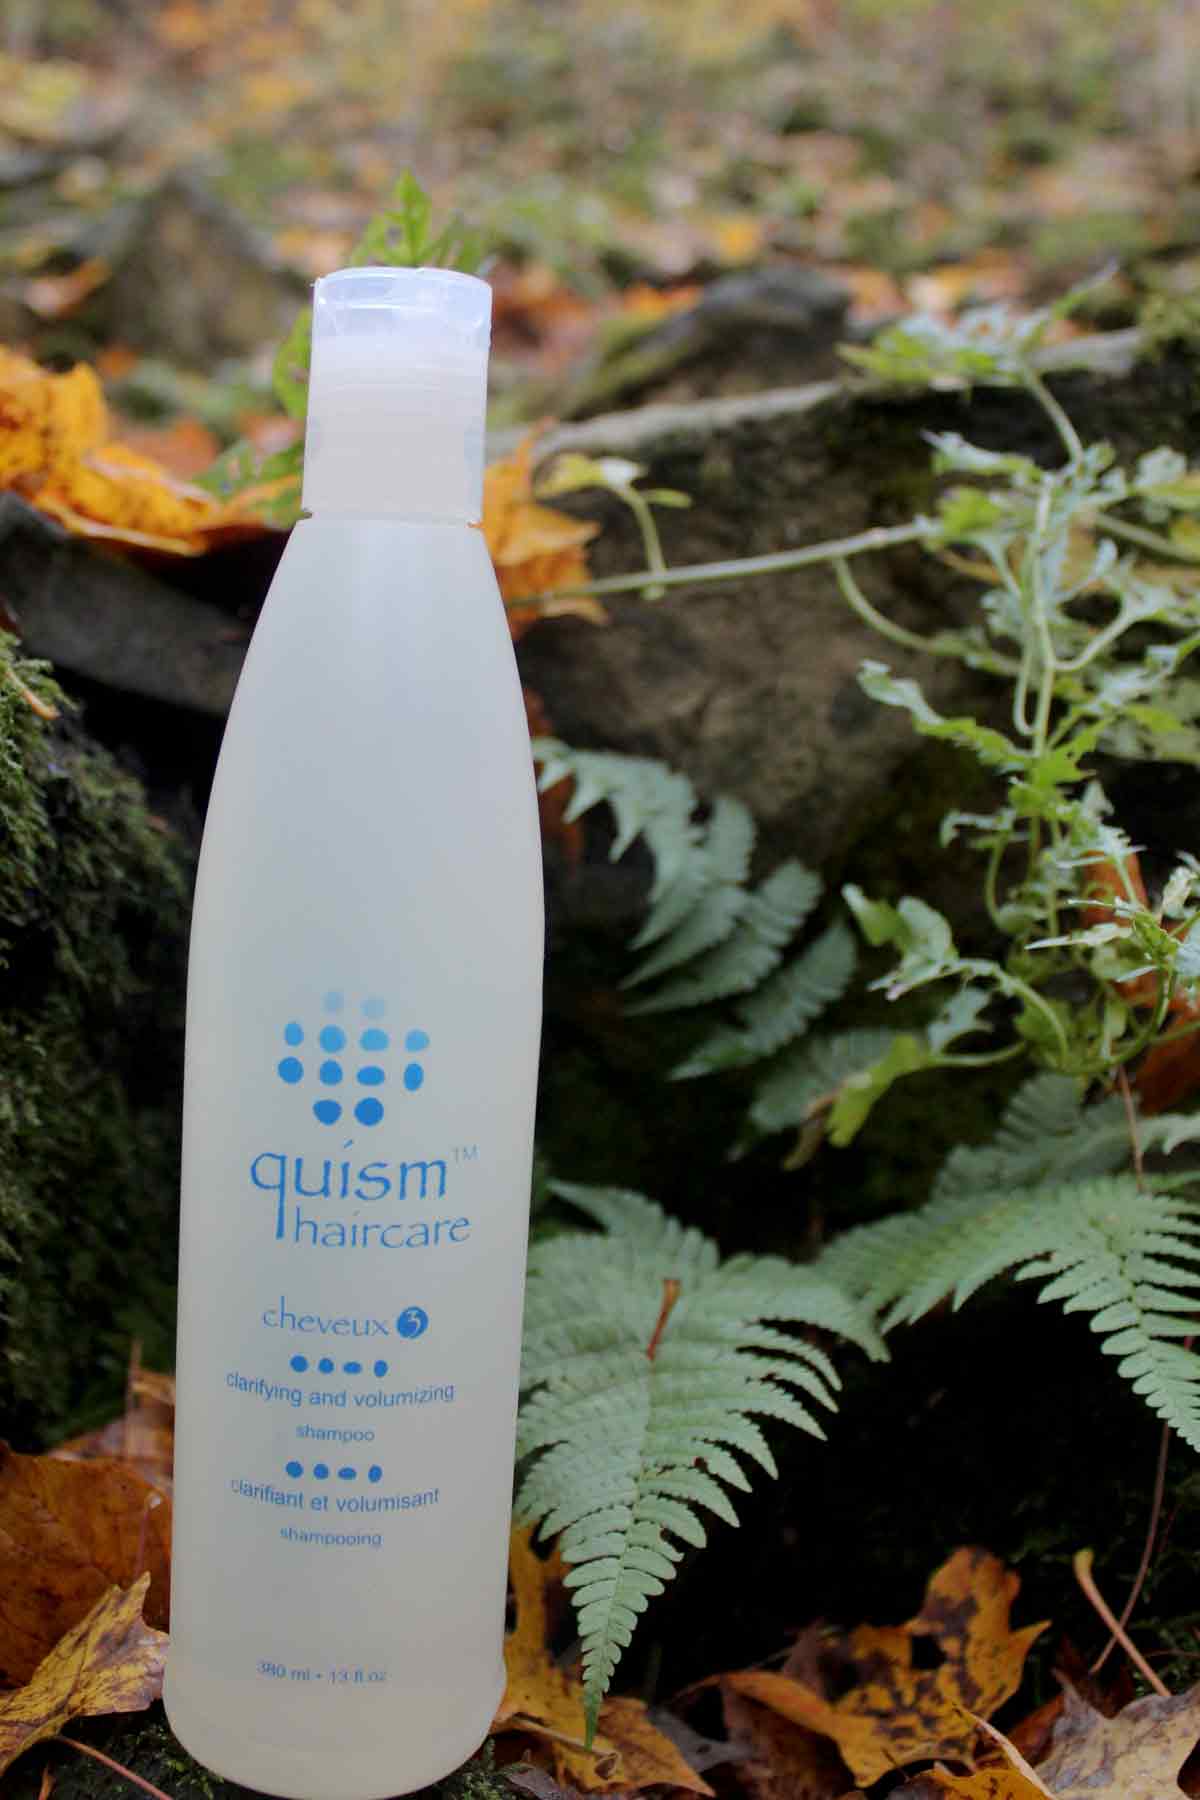 quism™
haircare
cheveux 3
clarifying and volumizing
shampoo
clarifiant et volumisant
shampooing
380 ml • 13 fl.oz